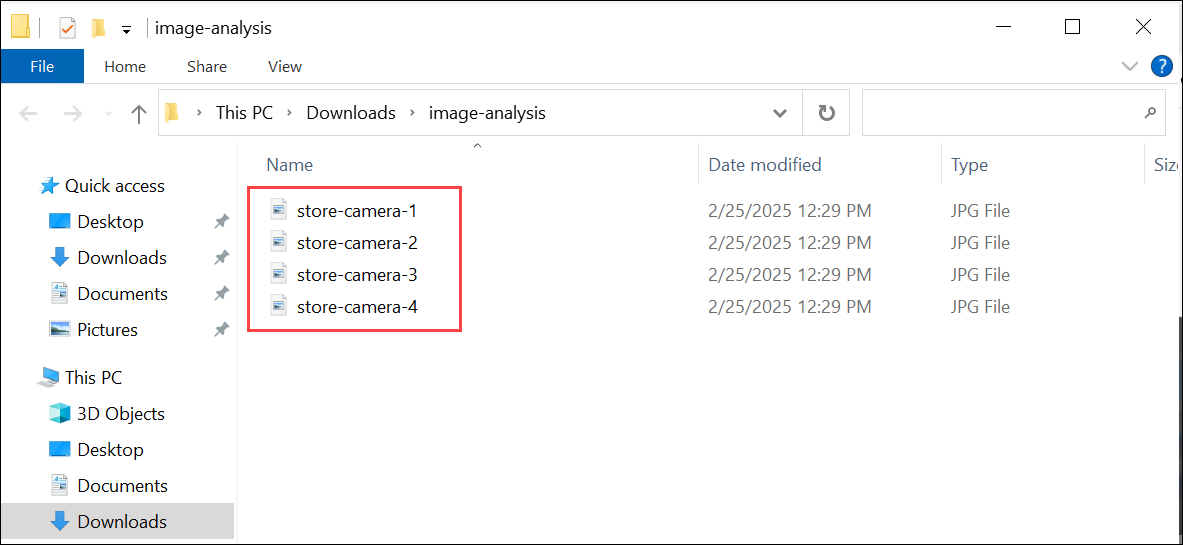 image-analysis
File Home Share View
This PC Downloads image-analysis
Name Date modified Type
Quick access
Desktop
Downloads
Documents
Pictures
This PC
3D Objects
Desktop
Documents
Downloads
store-camera-1 2/25/2025 12:29 PM JPG File
store-camera-2 2/25/2025 12:29 PM JPG File
store-camera-3 2/25/2025 12:29 PM JPG File
store-camera-4 2/25/2025 12:29 PM JPG File